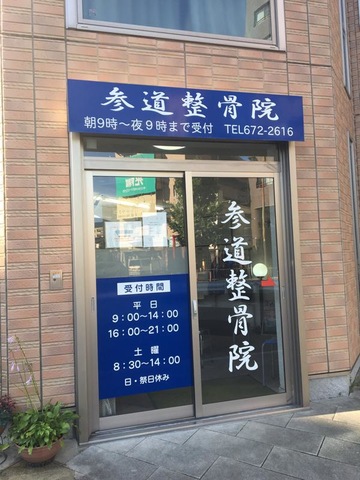 参道整骨院
朝9時～夜9時まで受付 TEL672-2616
受付時間
平日
9：00～14：00
16：00～21：00
土曜
8：30～14：00
日・祭日休み
参道整骨院